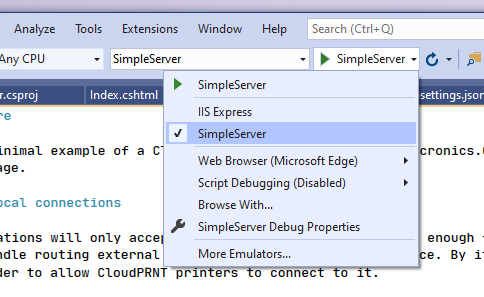 Analyze Tools Extensions Window Help Search (Ctrl+Q)
Any CPU SimpleServer SimpleServer
r.csproj Index.cshtml settings.json
re
SimpleServer
IIS Express
SimpleServer
Web Browser (Microsoft Edge)
Script Debugging (Disabled)
Browse With...
SimpleServer Debug Properties
More Emulators...
inimal example of a C cronics.
age.
ocal connections
ations will only accep enough
ndle routing external ce. By i
der to allow CloudPRNT printers to connect to it.